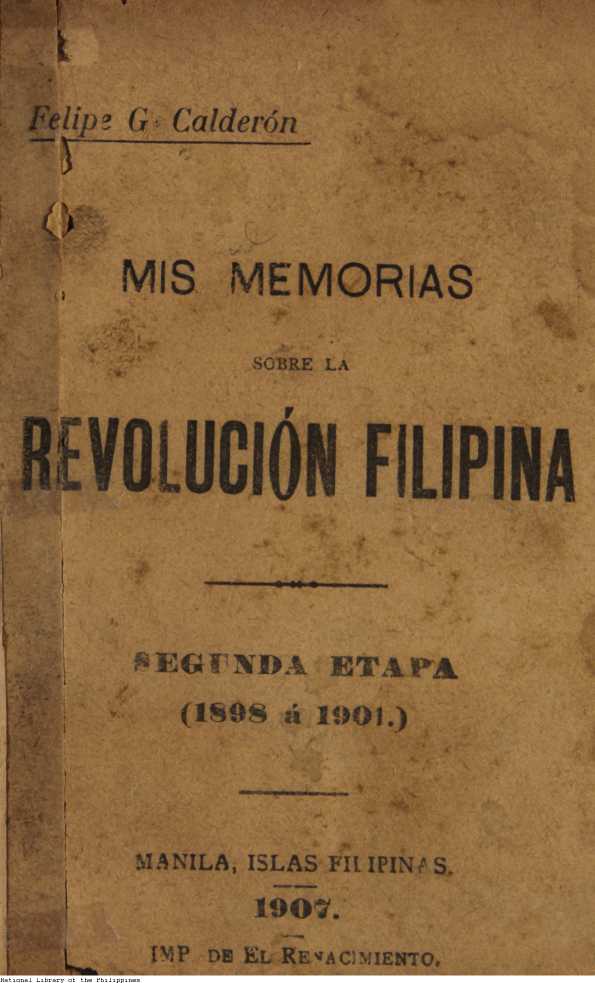 Felipe G. Calderón
MIS MEMORIAS
SOBRE LA
REVOLUCIÓN FILIPINA
SEGUNDA ETAPA
(1898 á 1901.)
MANILA, ISLAS FILIPINAS.
1907.
IMP DE EL RENACIMIENTO.
National Library of the Philippines